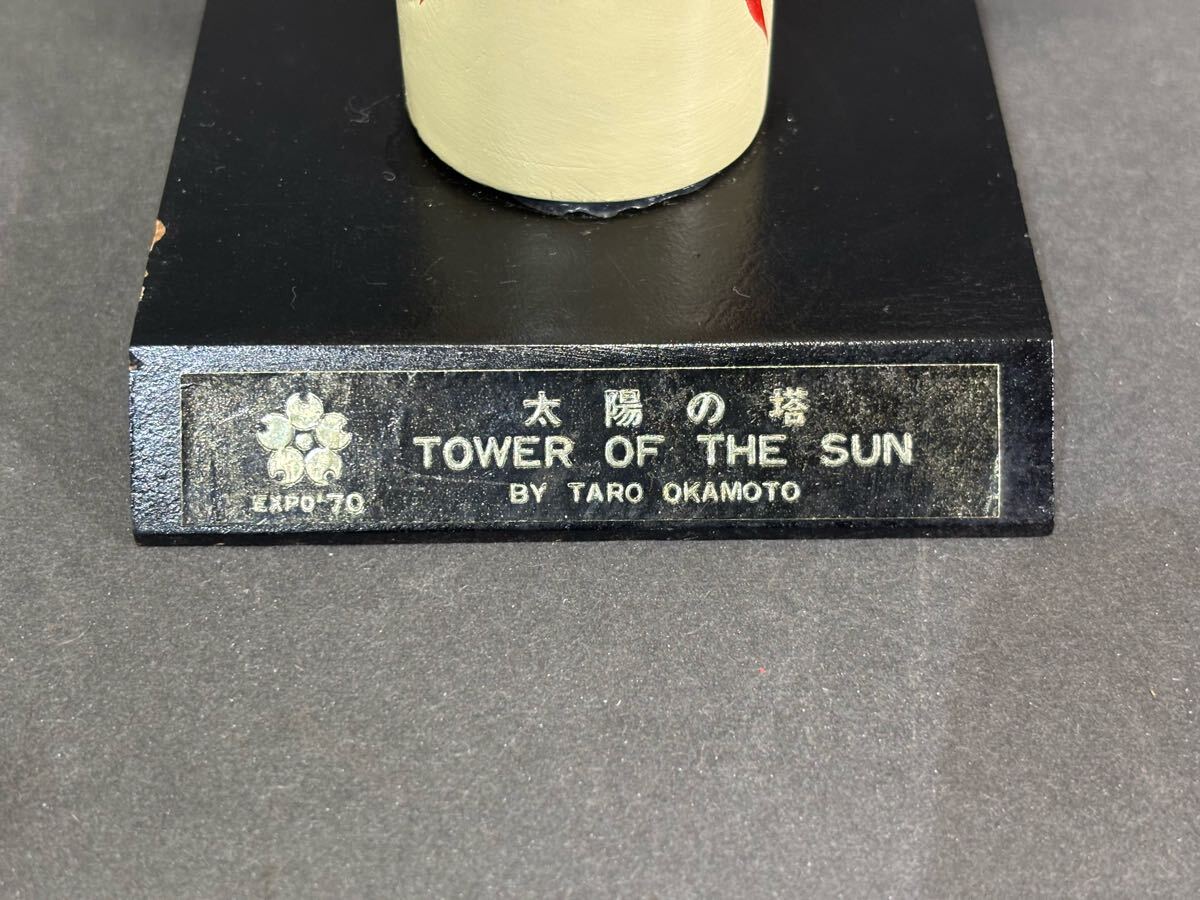 太陽の塔
TOWER OF THE SUN
BY TARO OKAMOTO
EXPO'70